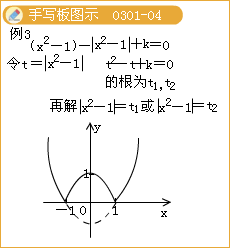 手写板图示 0301-04
例3
(x²-1)-|x²-1|+k=0
令t=|x²-1| t²-t+k=0
的根为t₁,t₂
再解|x²-1|=t₁或|x²-1|=t₂
y
1
-1 0 1 x